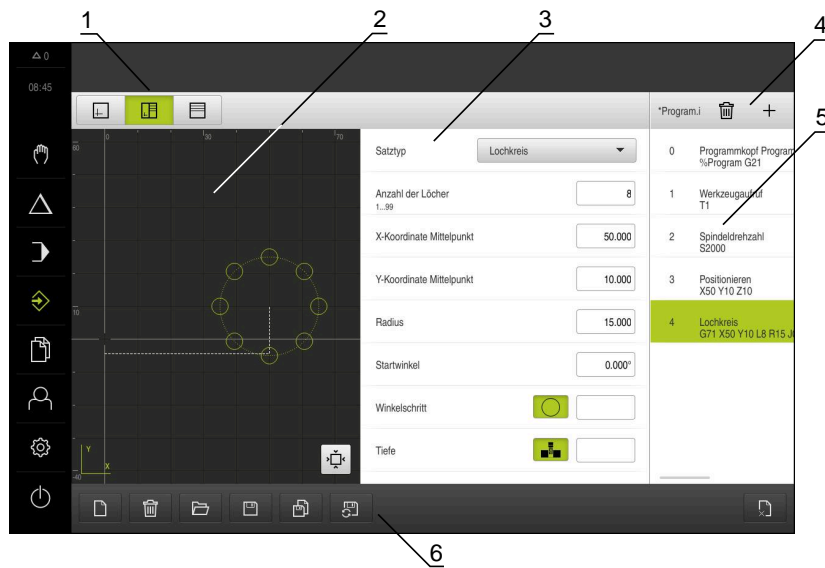 1
2
3
4
5
0
08:45
*Program.i
0
30
70
60
10
-40
Y
X
Satztyp
Lochkreis
Anzahl der Löcher
1...99
8
X-Koordinate Mittelpunkt
50.000
Y-Koordinate Mittelpunkt
10.000
Radius
15.000
Startwinkel
0.000°
Winkelschritt
Tiefe
0 Programmkopf Program
%Program G21
1 Werkzeugaufruf
T1
2 Spindeldrehzahl
S2000
3 Positionieren
X50 Y10 Z10
4 Lochkreis
G71 X50 Y10 L8 R15
6